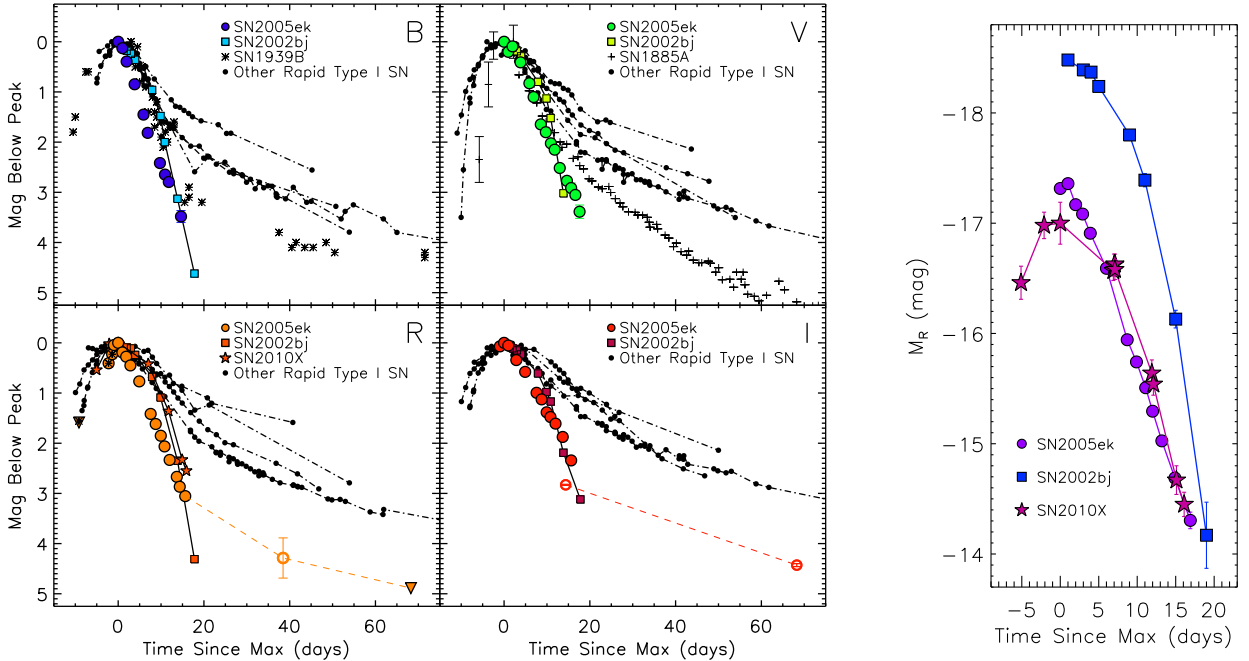 B
SN2005ek
SN2002bj
SN1939B
Other Rapid Type I SN
0
1
2
3
4
5
Mag Below Peak
V
SN2005ek
SN2002bj
SN1885A
Other Rapid Type I SN
R
SN2005ek
SN2002bj
SN2010X
Other Rapid Type I SN
0
1
2
3
4
5
Mag Below Peak
0 20 40 60
Time Since Max (days)
I
SN2005ek
SN2002bj
Other Rapid Type I SN
0 20 40 60
Time Since Max (days)
-18
-17
-16
-15
-14
M_R (mag)
SN2005ek
SN2002bj
SN2010X
-5 0 5 10 15 20
Time Since Max (days)